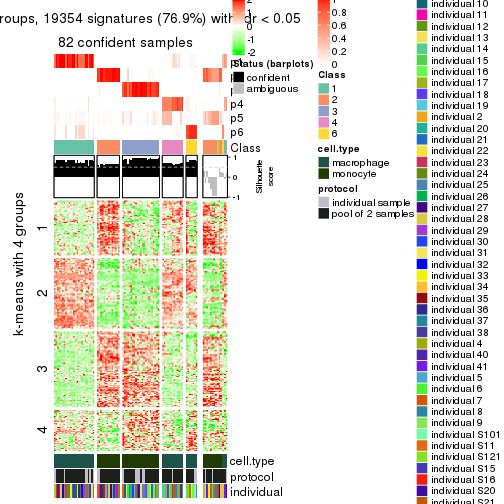 roups, 19354 signatures (76.9%) with fdr < 0.05
82 confident samples
p4
p5
p6
Class
1
0
-1
Silhouette
score
k-means with 4 groups
1
2
3
4
cell.type
protocol
individual
2
1
0
-1
-2
Status (barplots)
confident
ambiguous
1
0.8
0.6
0.4
0.2
0
Class
1
2
3
4
6
cell.type
macrophage
monocyte
protocol
individual sample
pool of 2 samples
individual 10
individual 11
individual 12
individual 13
individual 14
individual 15
individual 16
individual 17
individual 18
individual 19
individual 2
individual 20
individual 21
individual 22
individual 23
individual 24
individual 25
individual 26
individual 27
individual 28
individual 29
individual 30
individual 31
individual 32
individual 33
individual 34
individual 35
individual 36
individual 37
individual 38
individual 4
individual 40
individual 41
individual 5
individual 6
individual 7
individual 8
individual 9
individual S101
individual S11
individual S121
individual S15
individual S16
individual S20
individual S21